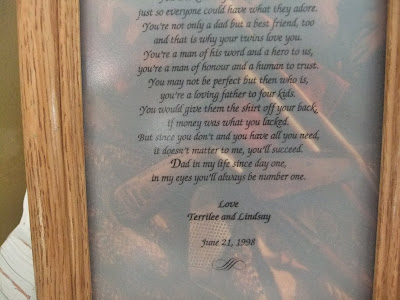 just so everyone could have what they adore.
You're not only a dad but a best friend, too
and that is why your twins love you.
You're a man of his word and a hero to us,
you're a man of honour and a human to trust.
You may not be perfect but then who is,
you're a loving father to four kids.
You would give them the shirt off your back,
if money was what you lacked.
But since you don't and you have all you need,
it doesn't matter to me, you'll succeed.
Dad in my life since day one,
in my eyes you'll always be number one.
Love
Terrilee and Lindsay
June 21, 1998